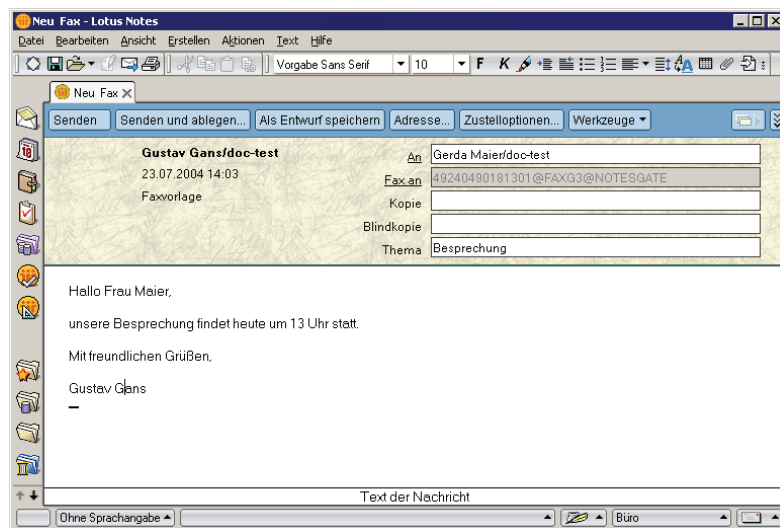 Neu Fax - Lotus Notes
Datei Bearbeiten Ansicht Erstellen Aktionen Text Hilfe
Vorgabe Sans Serif 10 F K
Neu Fax
Senden Senden und ablegen... Als Entwurf speichern Adresse... Zustelloptionen... Werkzeuge
Gustav Gans/doc-test An Gerda Maier/doc-test
23.07.2004 14:03 Fax an 49240490181301@FAXG3@NOTESGATE
Faxvorlage Kopie
Blindkopie
Thema Besprechung
Hallo Frau Maier,
unsere Besprechung findet heute um 13 Uhr statt.
Mit freundlichen Grüßen,
Gustav Gans
Text der Nachricht
Ohne Sprachangabe Büro